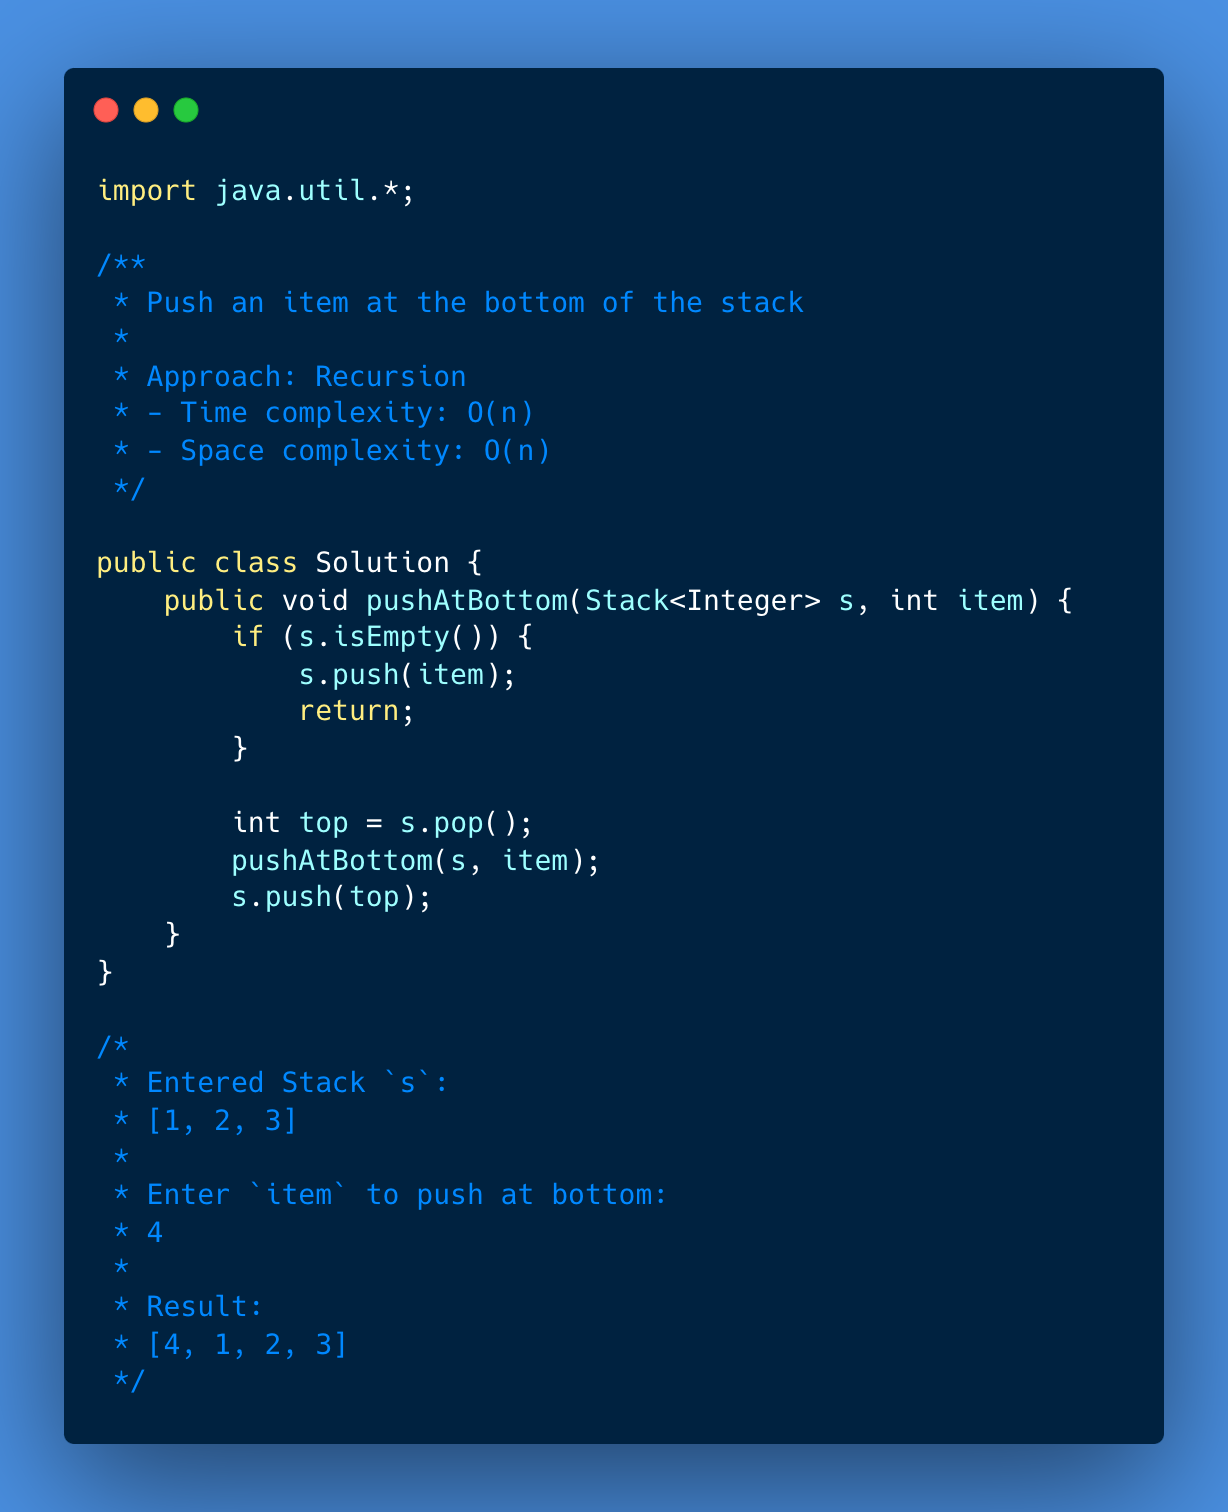 import java.util.*;

/**
 * Push an item at the bottom of the stack
 *
 * Approach: Recursion
 * - Time complexity: O(n)
 * - Space complexity: O(n)
 */

public class Solution {
    public void pushAtBottom(Stack<Integer> s, int item) {
        if (s.isEmpty()) {
            s.push(item);
            return;
        }

        int top = s.pop();
        pushAtBottom(s, item);
        s.push(top);
    }
}

/*
 * Entered Stack `s`:
 * [1, 2, 3]
 *
 * Enter `item` to push at bottom:
 * 4
 *
 * Result:
 * [4, 1, 2, 3]
 */